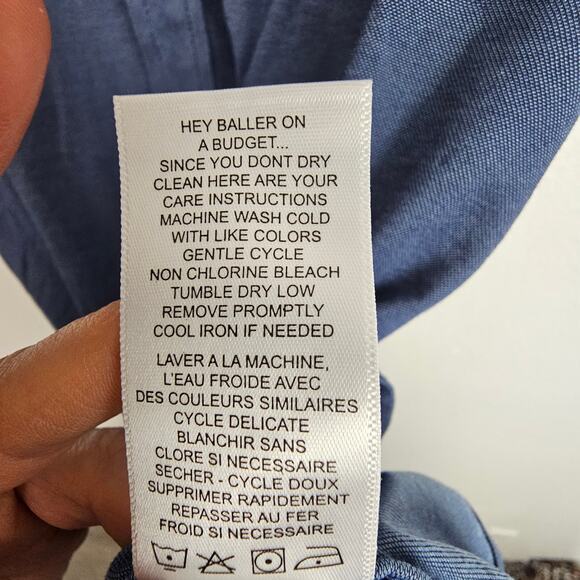 HEY BALLER ON
A BUDGET...
SINCE YOU DONT DRY
CLEAN HERE ARE YOUR
CARE INSTRUCTIONS
MACHINE WASH COLD
WITH LIKE COLORS
GENTLE CYCLE
NON CHLORINE BLEACH
TUMBLE DRY LOW
REMOVE PROMPTLY
COOL IRON IF NEEDED
LAVER A LA MACHINE,
L'EAU FROIDE AVEC
DES COULEURS SIMILAIRES
CYCLE DELICATE
BLANCHIR SANS
CLORE SI NECESSAIRE
SECHER - CYCLE DOUX
SUPPRIMER RAPIDEMENT
REPASSER AU FER
FROID SI NECESSAIRE